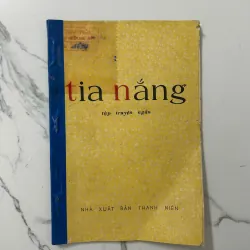 tia nắng
tập truyện ngắn
NHÀ XUẤT BẢN THANH NIÊN